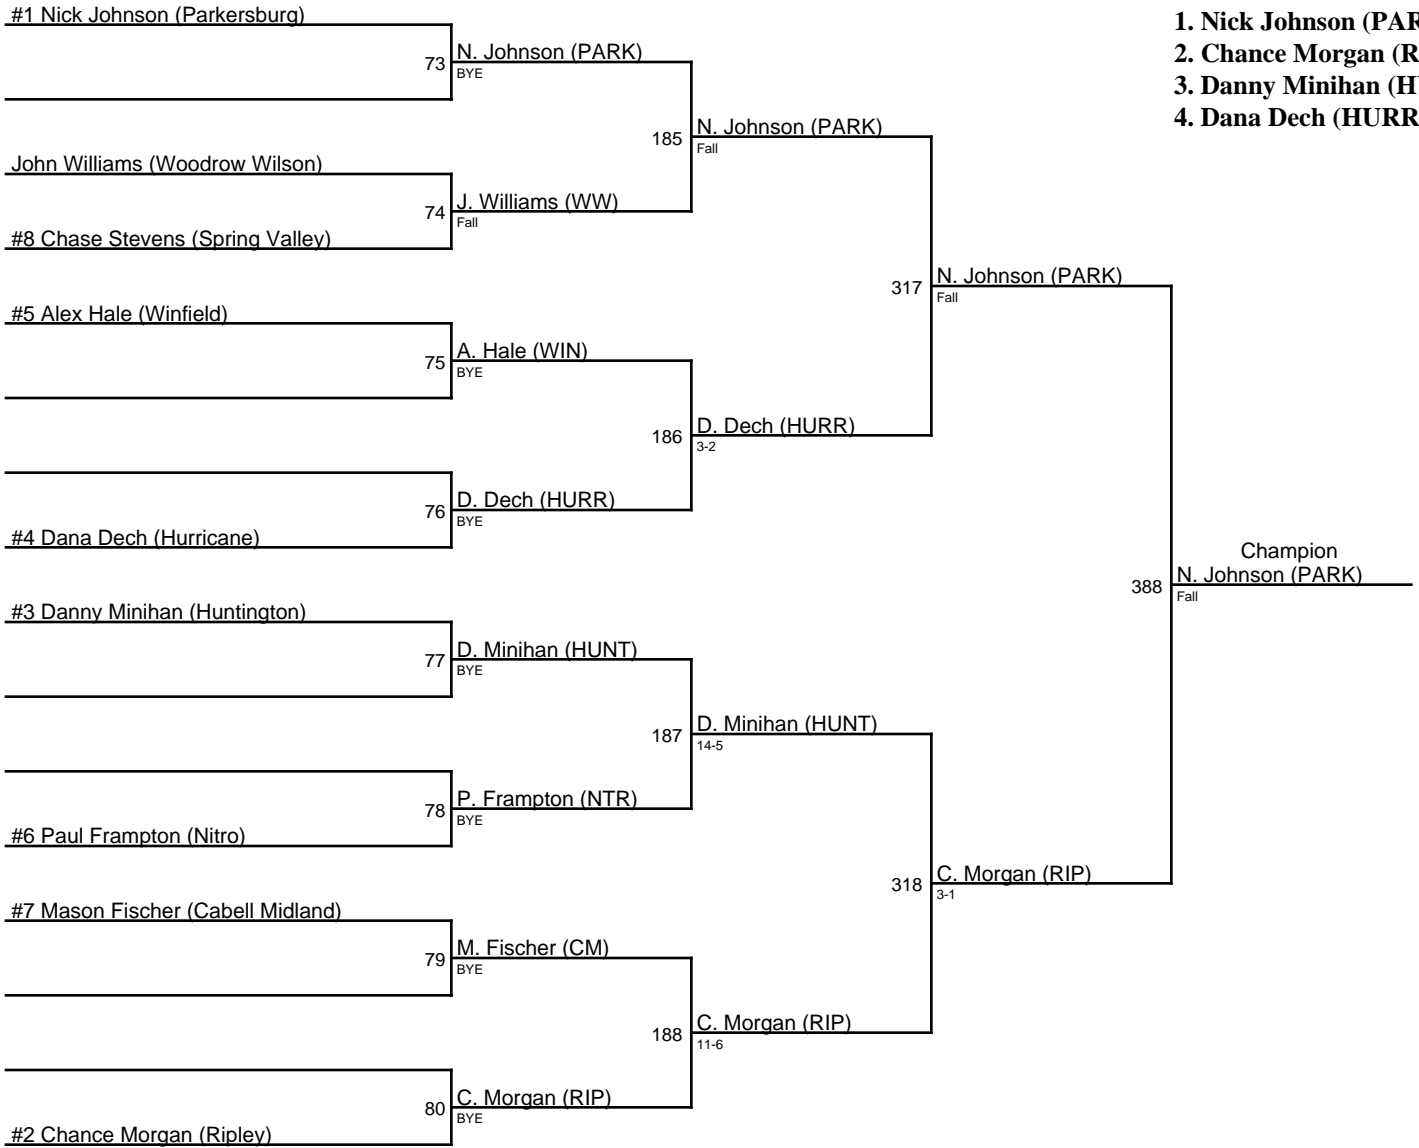 #1 Nick Johnson (Parkersburg)
1. Nick Johnson (PAR
2. Chance Morgan (R
3. Danny Minihan (H
4. Dana Dech (HURR
73
N. Johnson (PARK)
BYE
185
N. Johnson (PARK)
Fall
John Williams (Woodrow Wilson)
74
J. Williams (WW)
Fall
#8 Chase Stevens (Spring Valley)
317
N. Johnson (PARK)
Fall
#5 Alex Hale (Winfield)
75
A. Hale (WIN)
BYE
186
D. Dech (HURR)
3-2
76
D. Dech (HURR)
BYE
#4 Dana Dech (Hurricane)
Champion
388
N. Johnson (PARK)
Fall
#3 Danny Minihan (Huntington)
77
D. Minihan (HUNT)
BYE
187
D. Minihan (HUNT)
14-5
78
P. Frampton (NTR)
BYE
#6 Paul Frampton (Nitro)
318
C. Morgan (RIP)
3-1
#7 Mason Fischer (Cabell Midland)
79
M. Fischer (CM)
BYE
188
C. Morgan (RIP)
11-6
80
C. Morgan (RIP)
BYE
#2 Chance Morgan (Ripley)